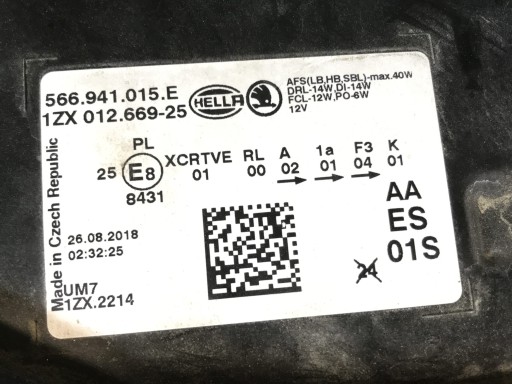 566.941.015.E
1ZX 012.669-25
HELLA
AFS(LB,HB,SBL)-max.40W
DRL-14W,DI-14W
FCL-12W,PO-6W
12V
PL
25 E8 XCRTVE RL A 1a F3 K
8431 01 00 02 01 04 01
Made in Czech Republic
26.08.2018
02:32:25
UM7
1ZX.2214
AA
ES
01S
24